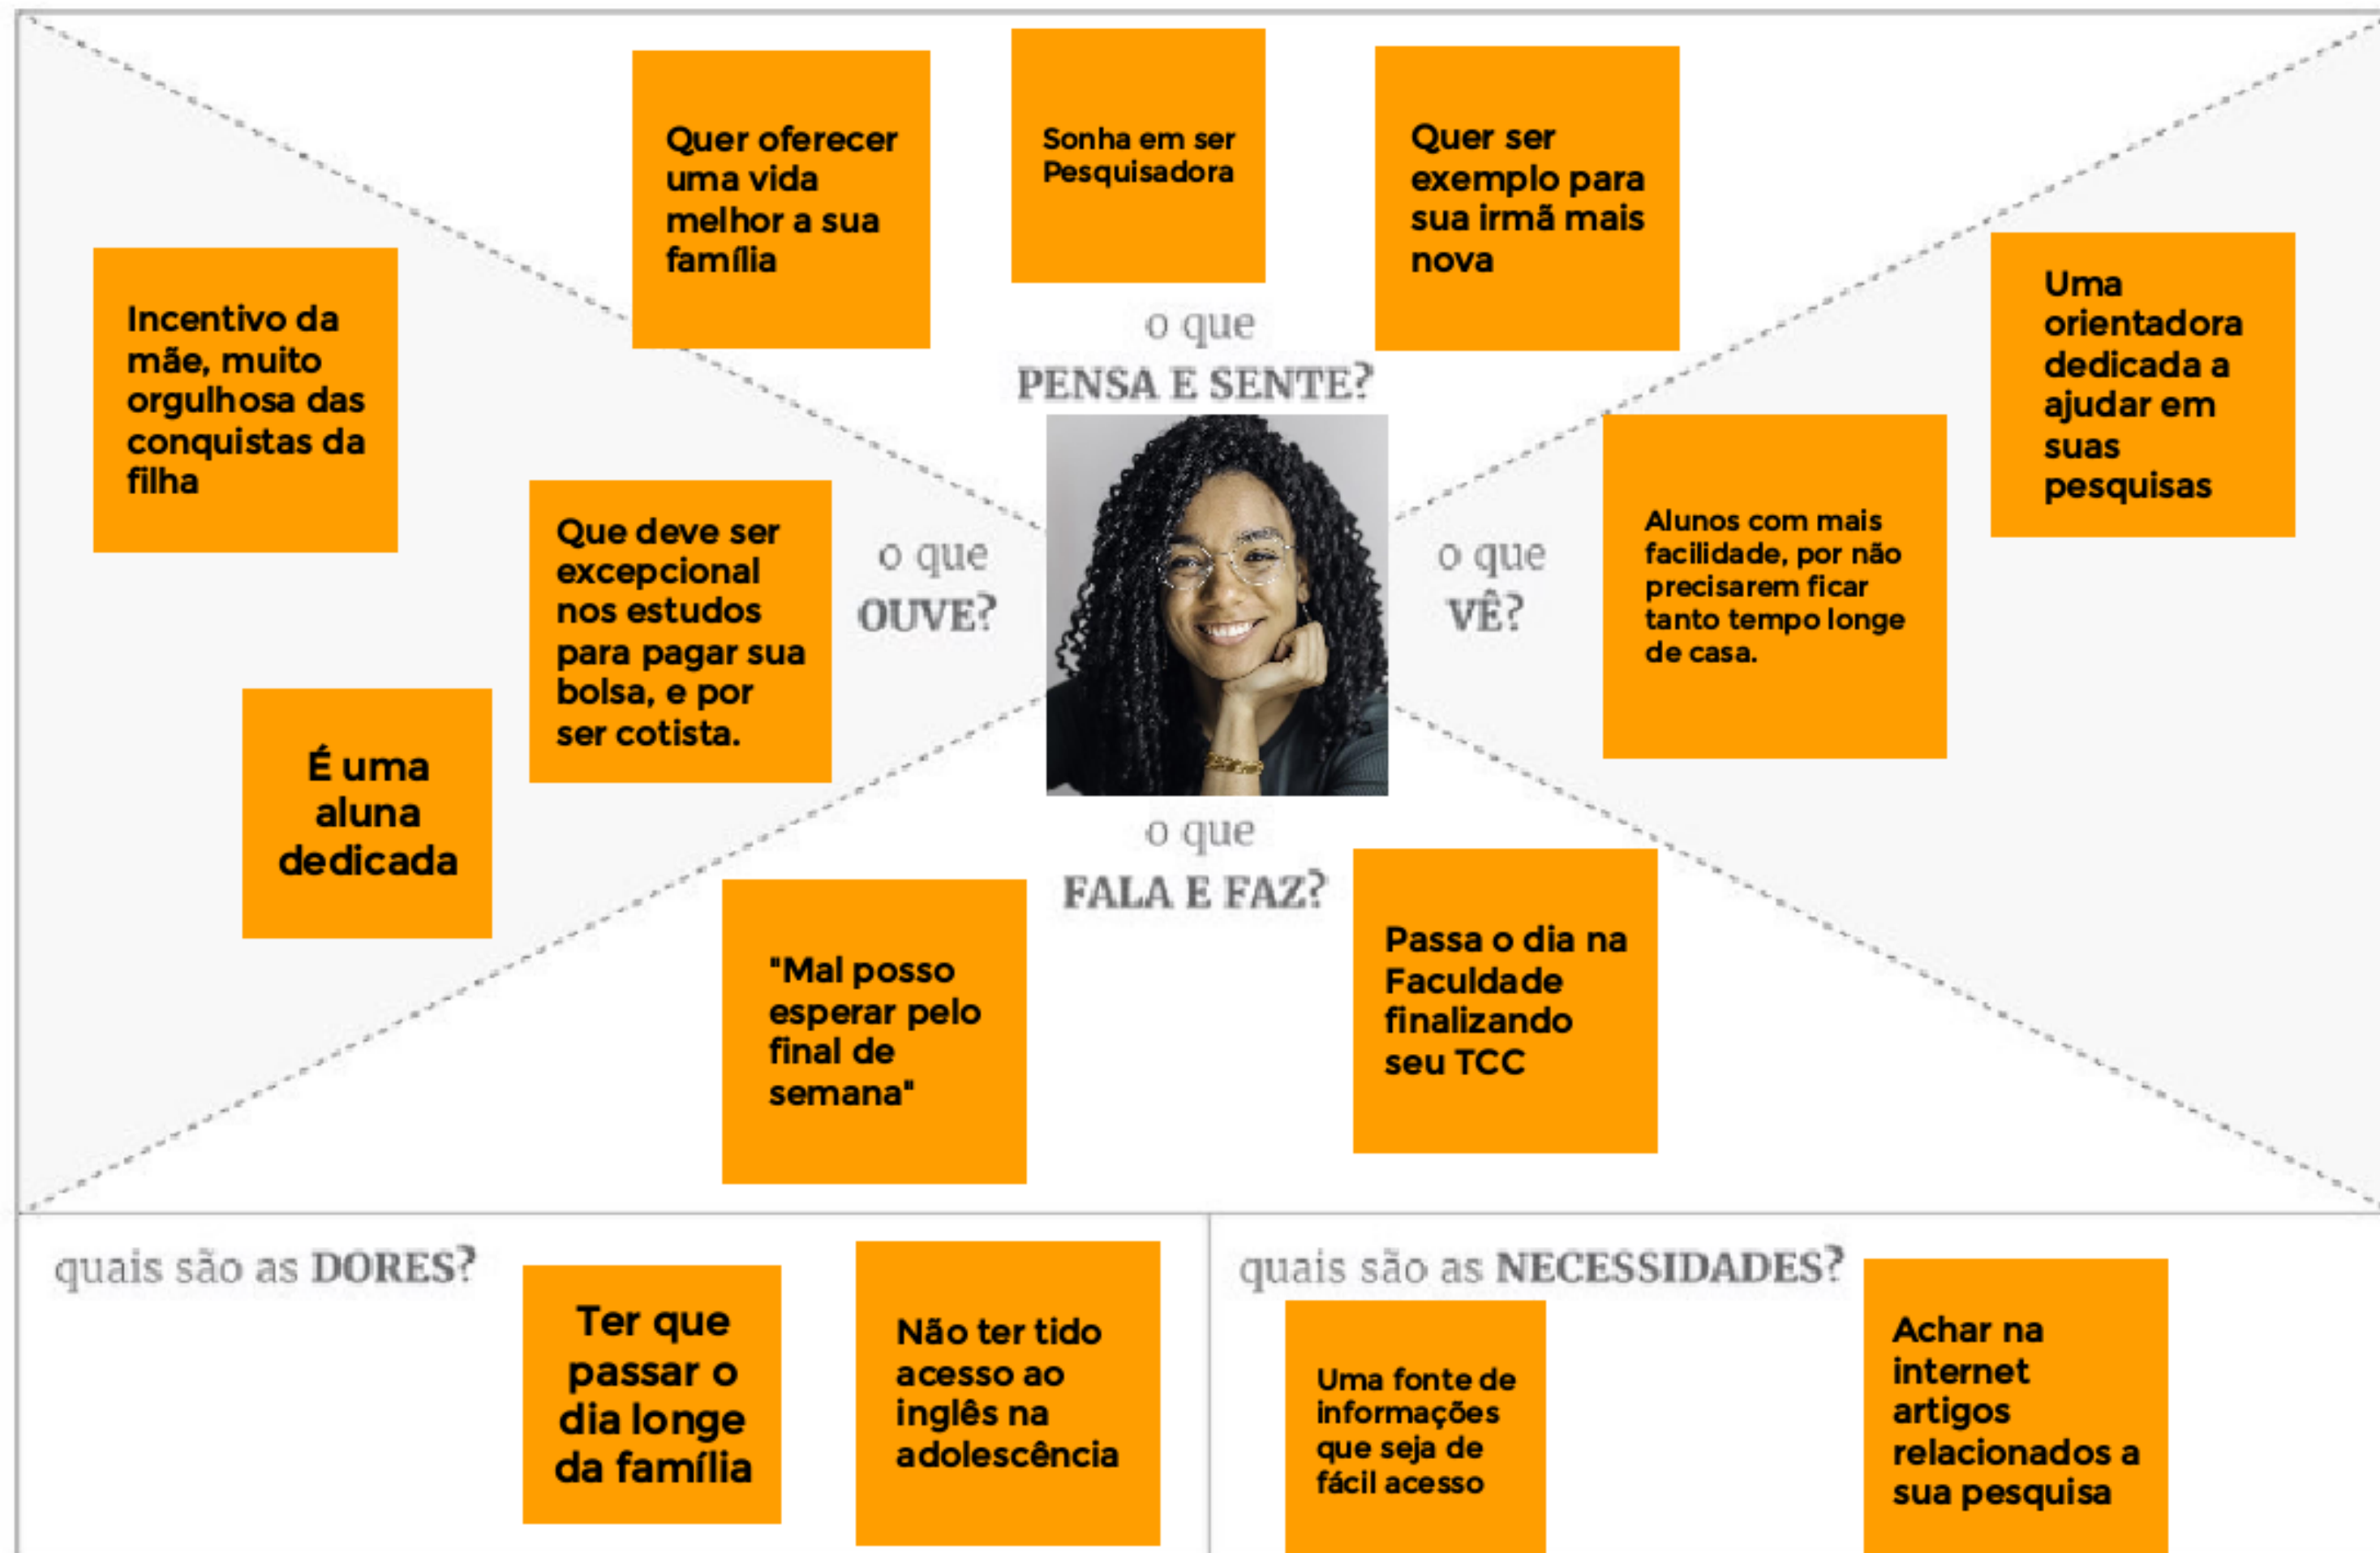 Quer oferecer
uma vida
melhor a sua
família
Sonha em ser
Pesquisadora
Quer ser
exemplo para
sua irmã mais
nova
o que
PENSA E SENTE?
Incentivo da
mãe, muito
orgulhosa das
conquistas da
filha
Que deve ser
excepcional
nos estudos
para pagar sua
bolsa, e por
ser cotista.
É uma
aluna
dedicada
o que
OUVE?
o que
VÊ?
Alunos com mais
facilidade, por não
precisarem ficar
tanto tempo longe
de casa.
Uma
orientadora
dedicada a
ajudar em
suas
pesquisas
o que
FALA E FAZ?
"Mal posso
esperar pelo
final de
semana"
Passa o dia na
Faculdade
finalizando
seu TCC
quais são as DORES?
Ter que
passar o
dia longe
da família
Não ter tido
acesso ao
inglês na
adolescência
quais são as NECESSIDADES?
Uma fonte de
informações
que seja de
fácil acesso
Achar na
internet
artigos
relacionados a
sua pesquisa